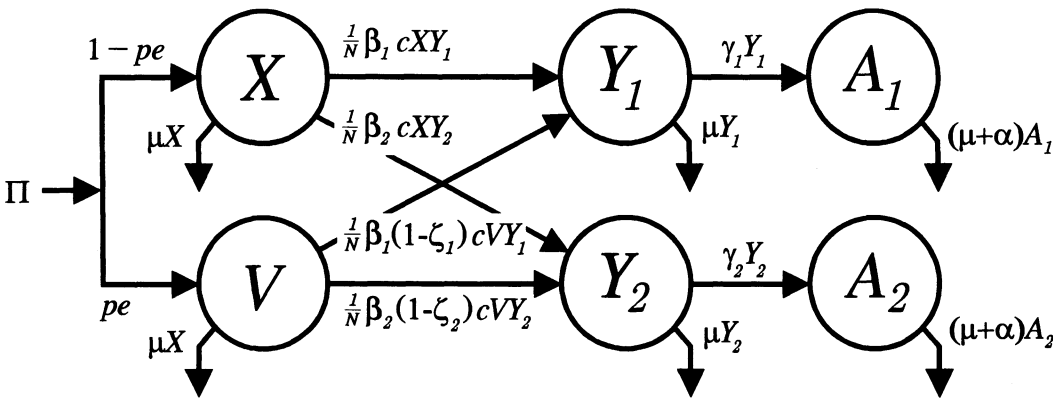 1 – pe
X
1/N β₁ cXY₁
Y₁
γ₁Y₁
A₁
1/N β₂ cXY₂
μX
μY₁
(μ+α)A₁
Π
1/N β₁(1-ζ₁) cVY₁
V
Y₂
γ₂Y₂
A₂
pe
1/N β₂(1-ζ₂) cVY₂
μX
μY₂
(μ+α)A₂